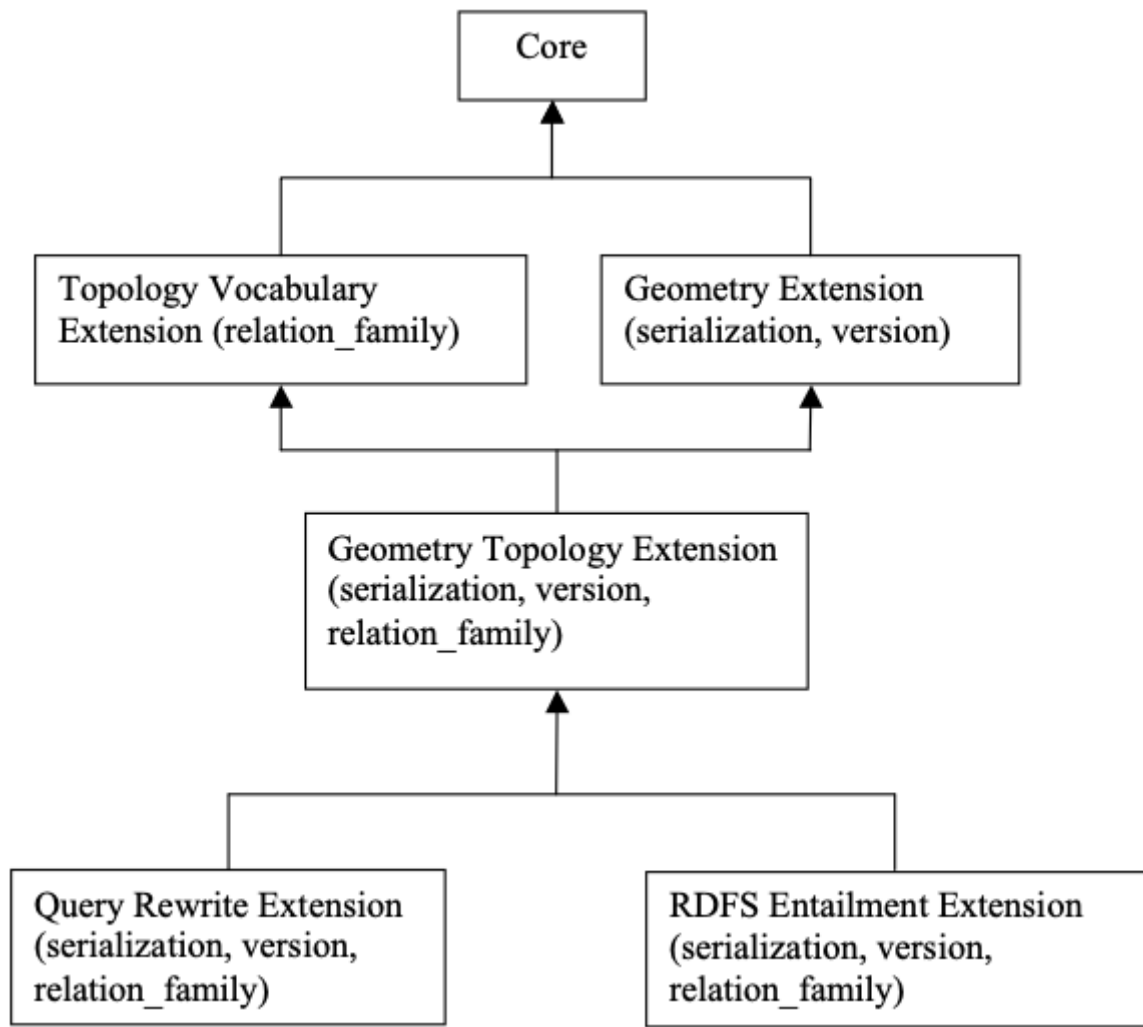 Core
Topology Vocabulary
Extension (relation_family)
Geometry Extension
(serialization, version)
Geometry Topology Extension
(serialization, version,
relation_family)
Query Rewrite Extension
(serialization, version,
relation_family)
RDFS Entailment Extension
(serialization, version,
relation_family)